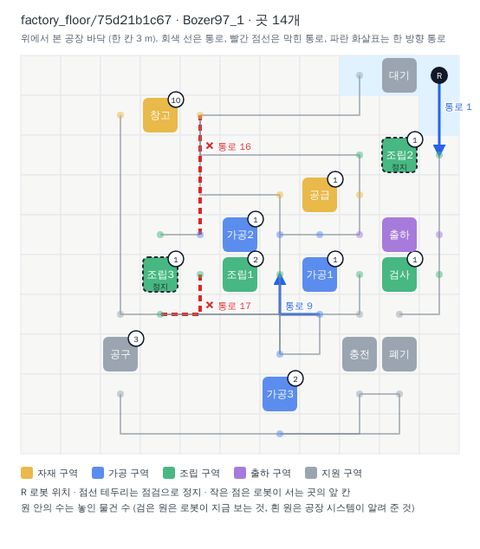 factory_floor/75d21b1c67 · Bozer97_1 · 곳 14개
위에서 본 공장 바닥 (한 칸 3 m). 회색 선은 통로, 빨간 점선은 막힌 통로, 파란 화살표는 한 방향 통로
대기
R
10
창고
통로 1
통로 16
1
조립2
정지
1
공급
1
가공2
출하
1
조립3
정지
2
조립1
1
가공1
1
검사
통로 17
통로 9
3
공구
충전
폐기
2
가공3
자재 구역
가공 구역
조립 구역
출하 구역
지원 구역
R 로봇 위치 · 점선 테두리는 점검으로 정지 · 작은 점은 로봇이 서는 곳의 앞 칸
원 안의 수는 놓인 물건 수 (검은 원은 로봇이 지금 보는 것, 흰 원은 공장 시스템이 알려 준 것)